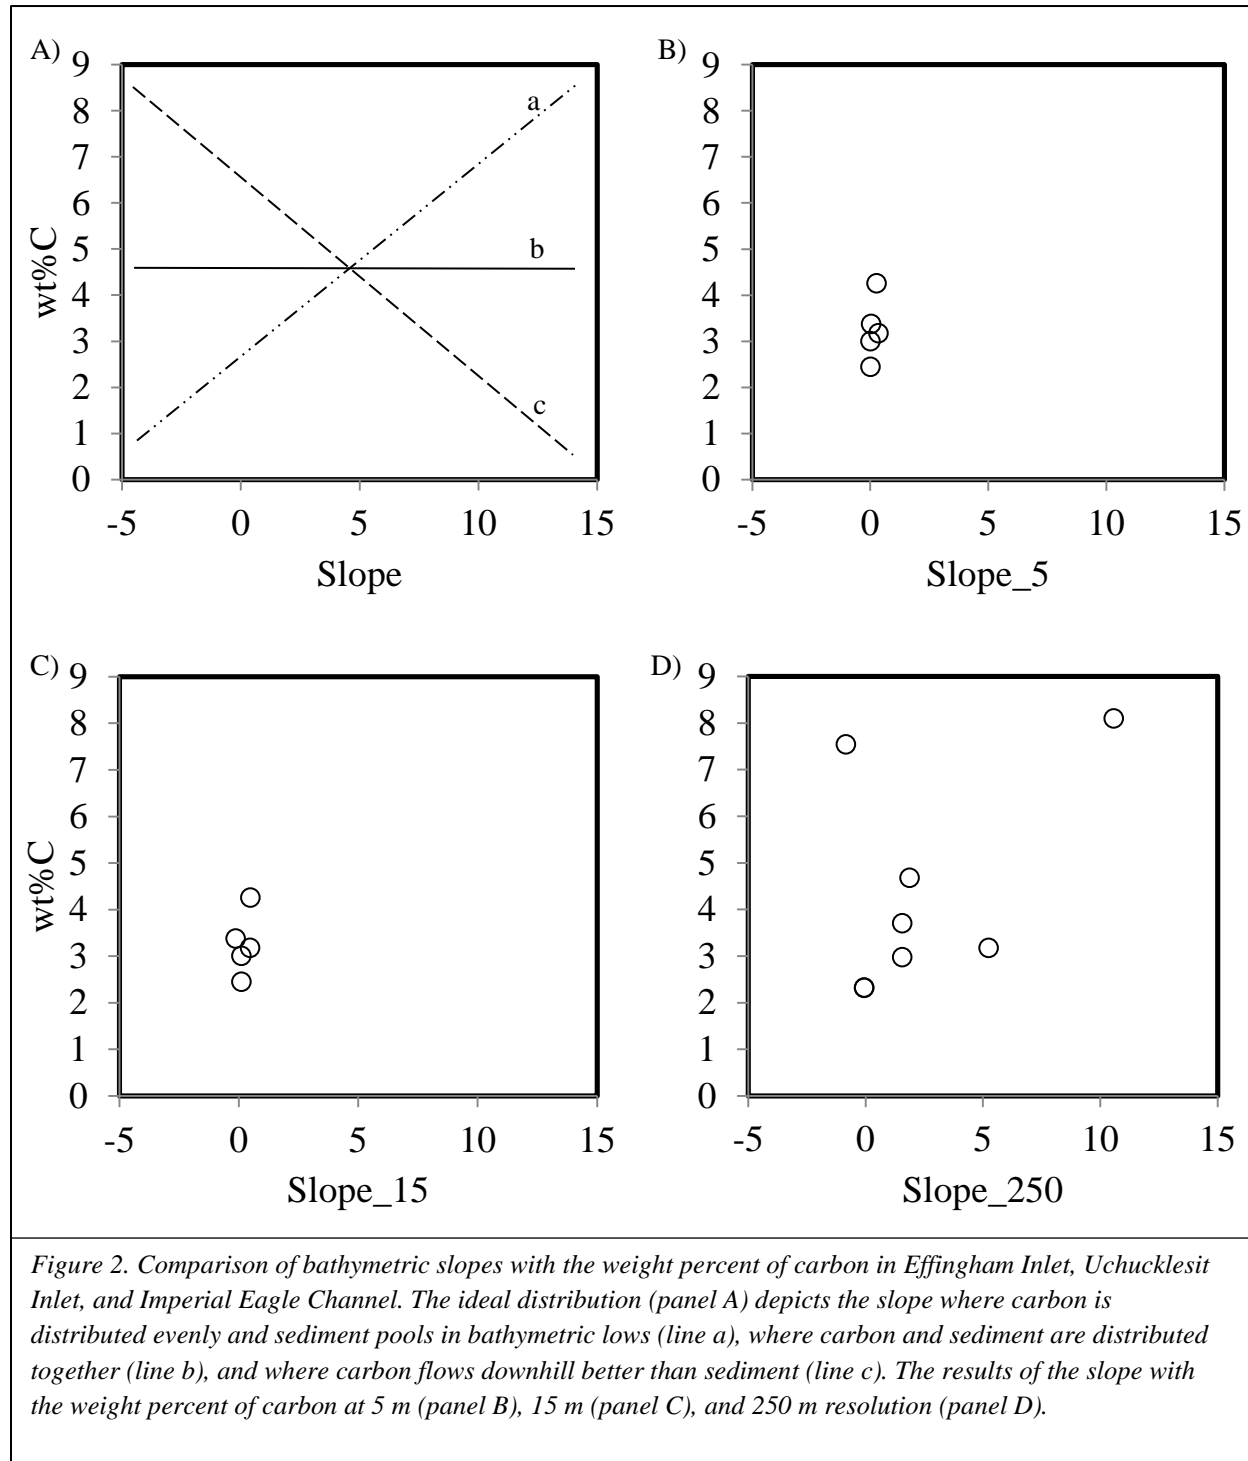 A)
9
8
7
6
5
4
3
2
1
0
wt%C
a
b
c
-5 0 5 10 15
Slope
B)
9
8
7
6
5
4
3
2
1
0
-5 0 5 10 15
Slope_5
C)
9
8
7
6
5
4
3
2
1
0
wt%C
-5 0 5 10 15
Slope_15
D)
9
8
7
6
5
4
3
2
1
0
-5 0 5 10 15
Slope_250
Figure 2. Comparison of bathymetric slopes with the weight percent of carbon in Effingham Inlet, Uchucklesit
Inlet, and Imperial Eagle Channel. The ideal distribution (panel A) depicts the slope where carbon is
distributed evenly and sediment pools in bathymetric lows (line a), where carbon and sediment are distributed
together (line b), and where carbon flows downhill better than sediment (line c). The results of the slope with
the weight percent of carbon at 5 m (panel B), 15 m (panel C), and 250 m resolution (panel D).